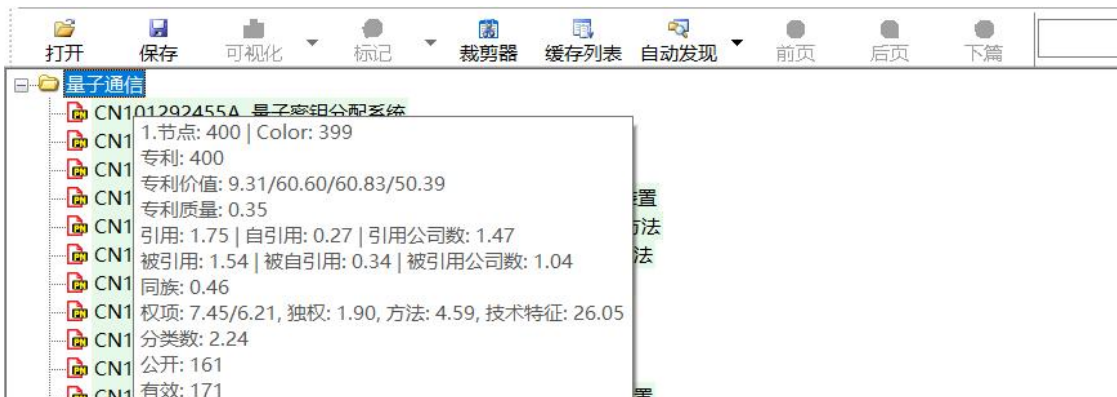 打开 保存 可视化 标记 裁剪器 缓存列表 自动发现 前页 后页 下篇
量子通信
CN101292455A 量子密钥分配系统
1.节点: 400 | Color: 399
CN1
专利: 400
CN1
专利价值: 9.31/60.60/60.83/50.39
CN1 置
专利质量: 0.35
CN1 方法
引用: 1.75 | 自引用: 0.27 | 引用公司数: 1.47
CN1 法
被引用: 1.54 | 被自引用: 0.34 | 被引用公司数: 1.04
CN1
同族: 0.46
CN1
权项: 7.45/6.21, 独权: 1.90, 方法: 4.59, 技术特征: 26.05
CN1
分类数: 2.24
CN1
公开: 161
CN1
有效: 171